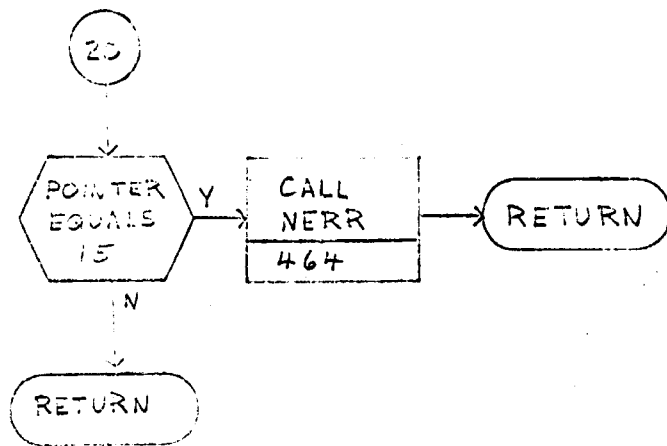 POINTER
EQUALS
15
Y
CALL
NERR
464
RETURN
N
RETURN